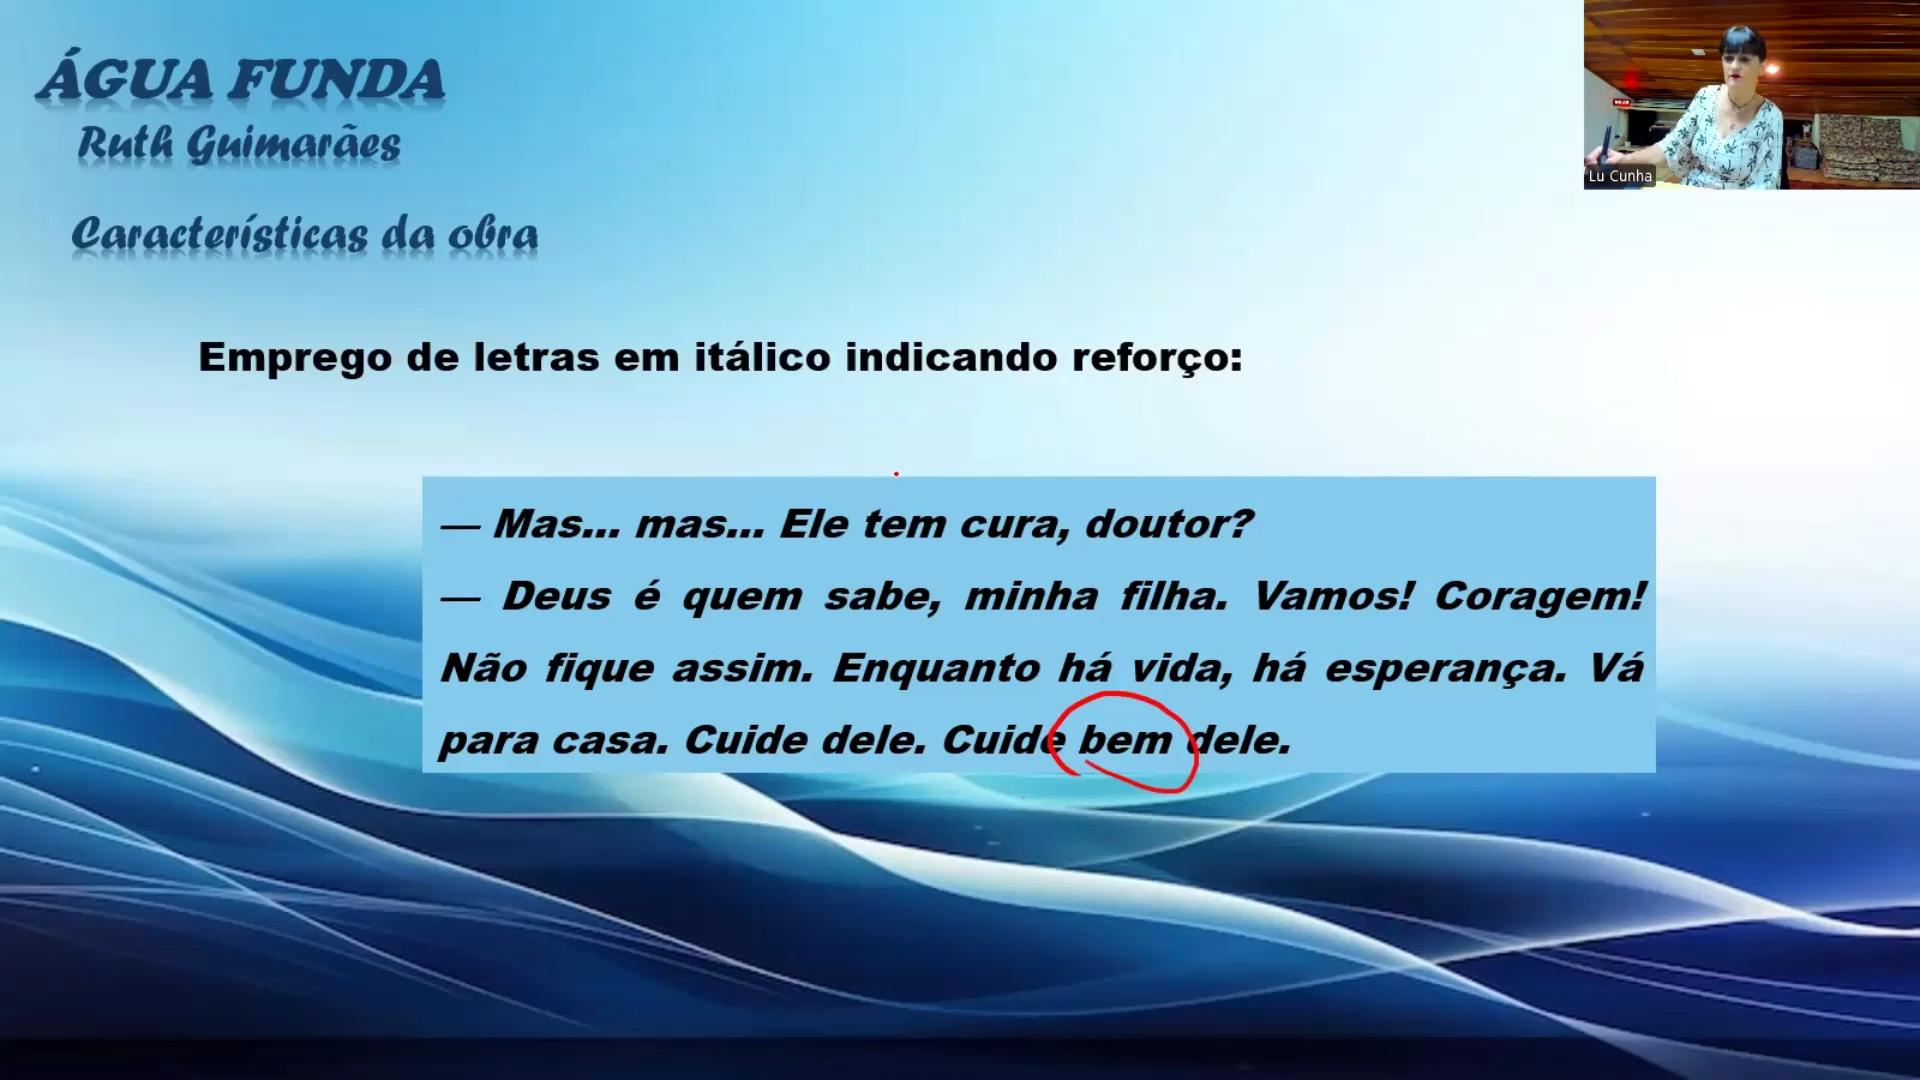 ÁGUA FUNDA
Ruth Guimarães
Lu Cunha
Características da obra
Emprego de letras em itálico indicando reforço:
— Mas... mas... Ele tem cura, doutor?
— Deus é quem sabe, minha filha. Vamos! Coragem!
Não fique assim. Enquanto há vida, há esperança. Vá
para casa. Cuide dele. Cuide bem dele.